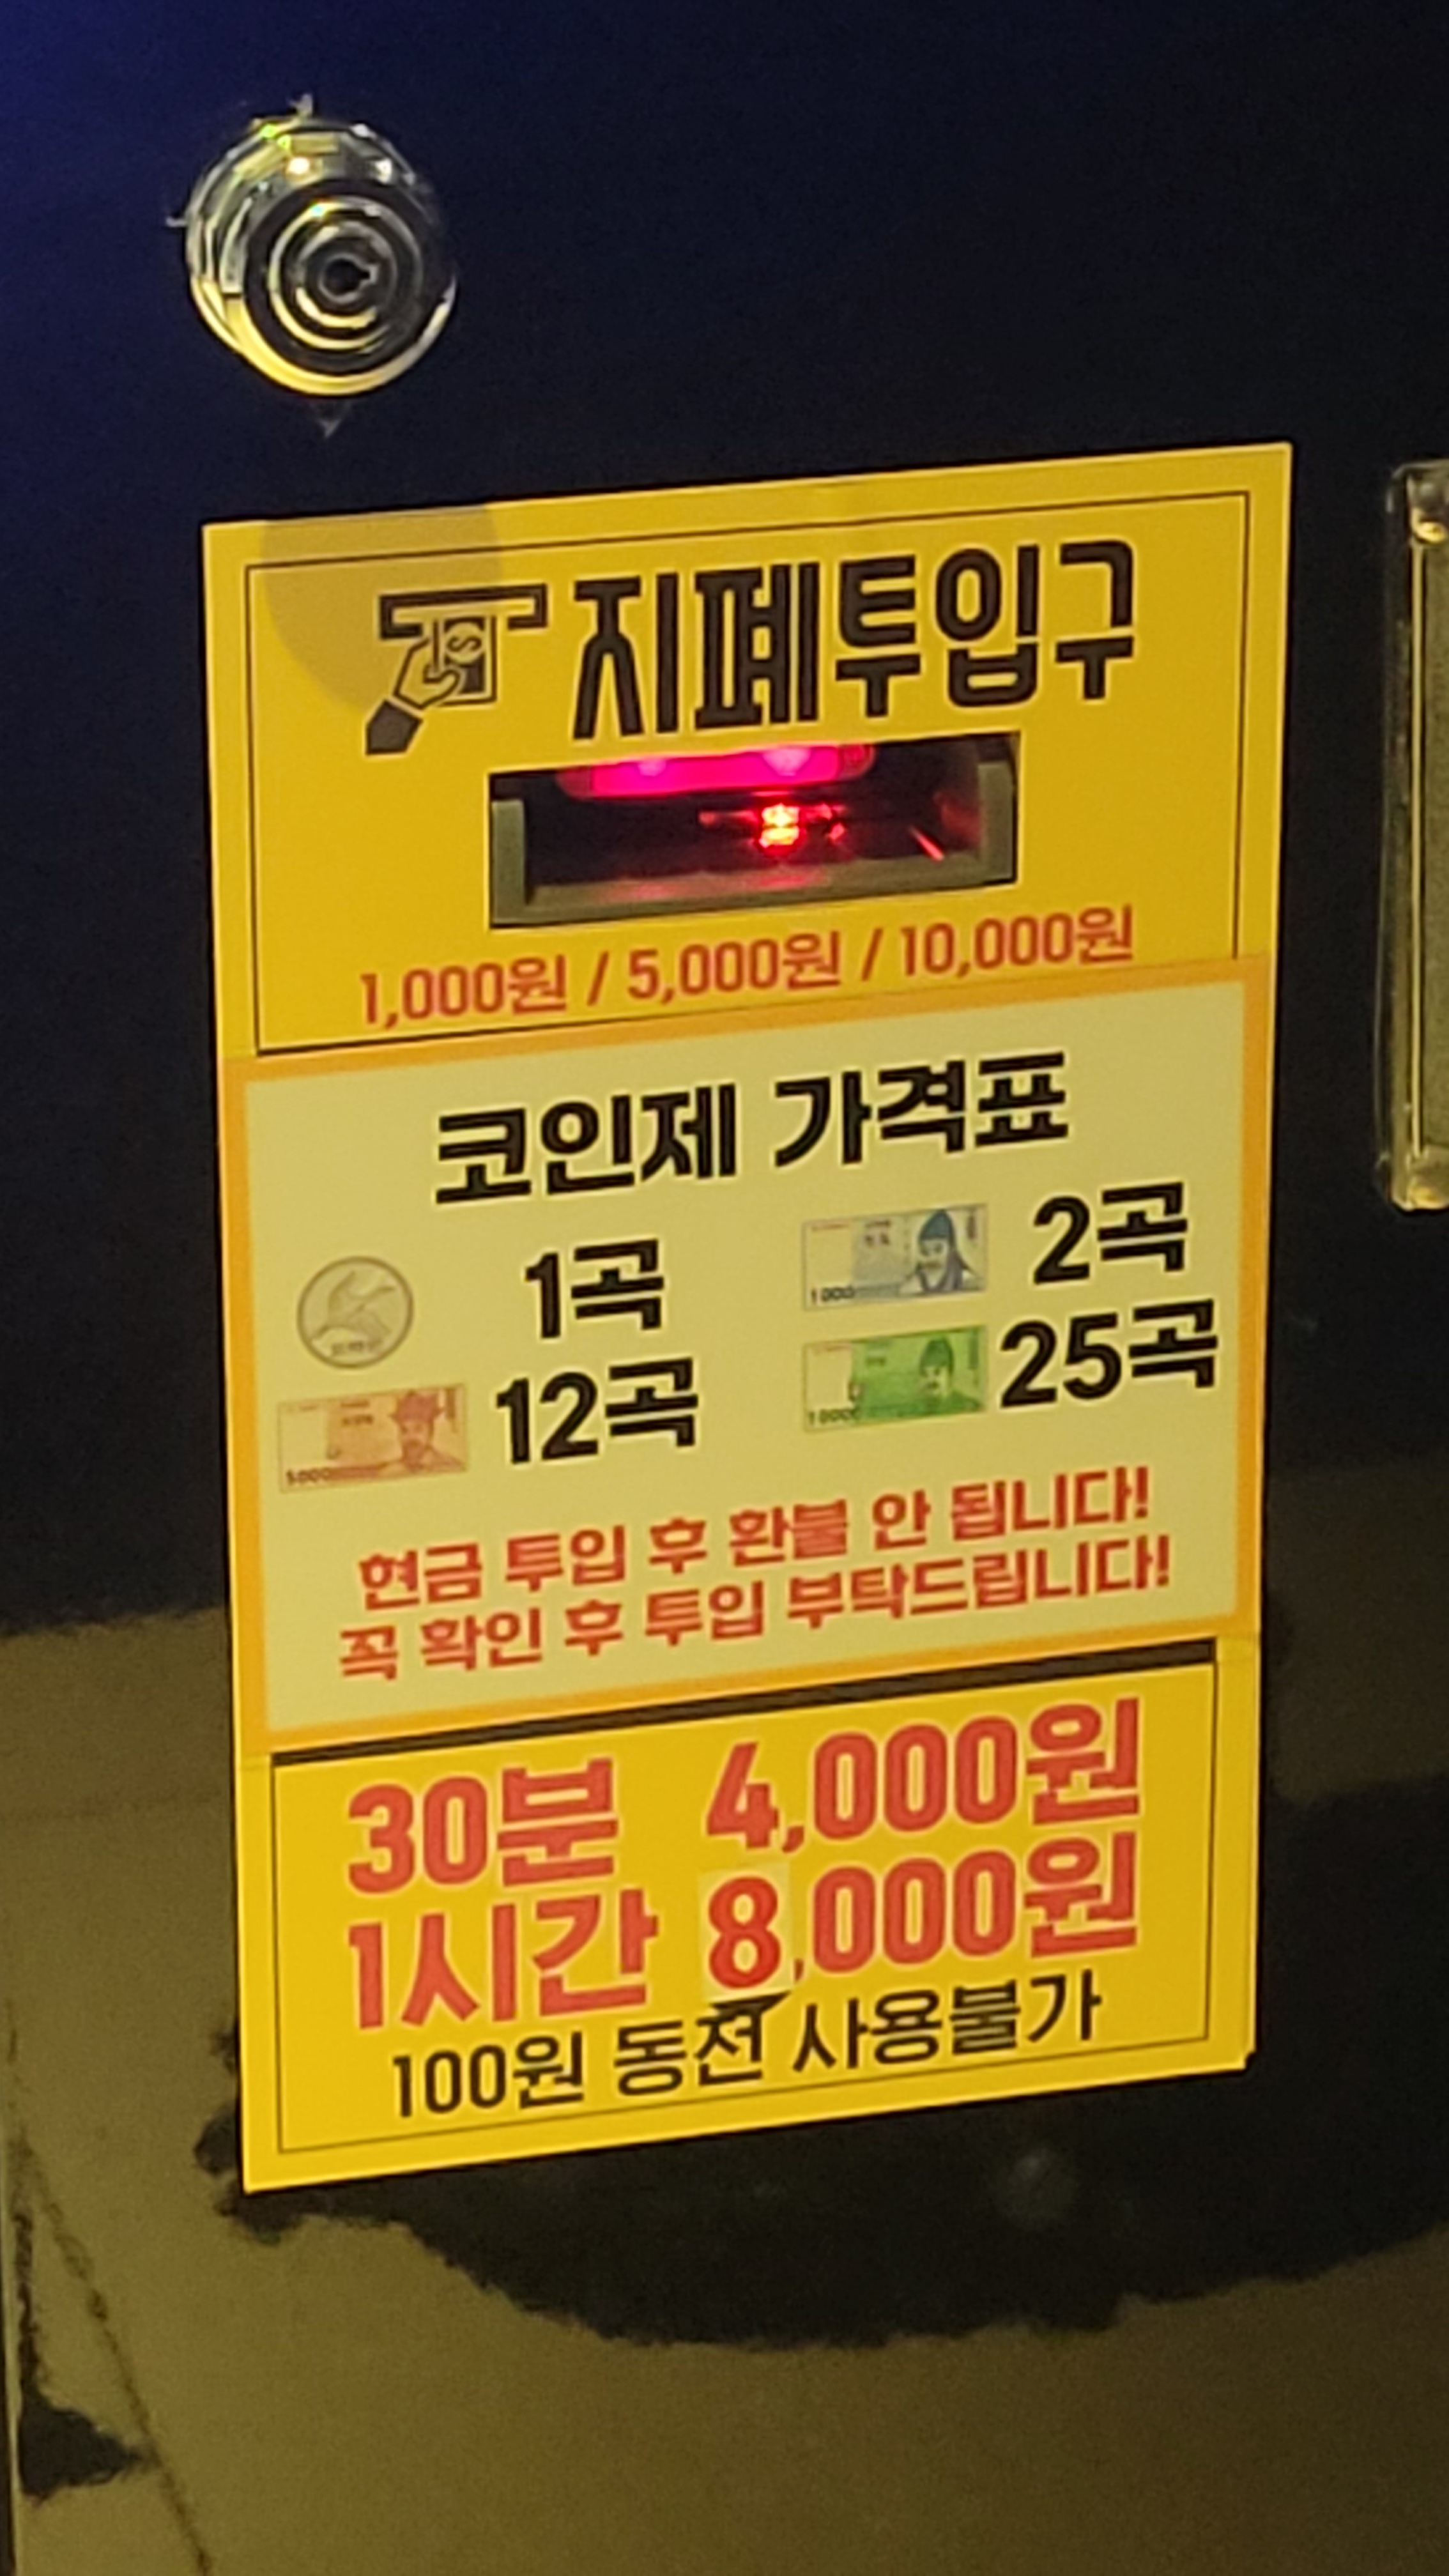 지폐투입구
1,000원 / 5,000원 / 10,000원
코인제 가격표
1곡
1000 2곡
5000 12곡
10000 25곡
현금 투입 후 환불 안 됩니다!
꼭 확인 후 투입 부탁드립니다!
30분 4,000원
1시간 8,000원
100원 동전 사용불가